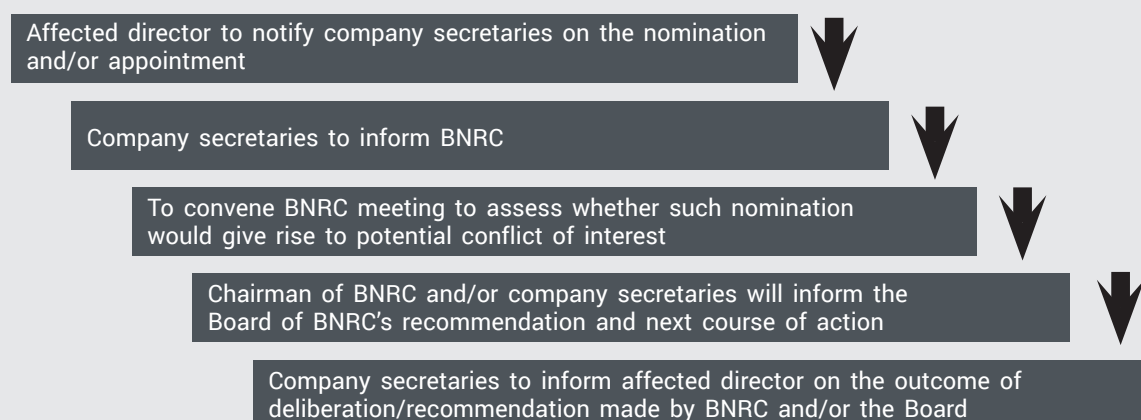 Affected director to notify company secretaries on the nomination
and/or appointment
Company secretaries to inform BNRC
To convene BNRC meeting to assess whether such nomination
would give rise to potential conflict of interest
Chairman of BNRC and/or company secretaries will inform the
Board of BNRC's recommendation and next course of action
Company secretaries to inform affected director on the outcome of
deliberation/recommendation made by BNRC and/or the Board